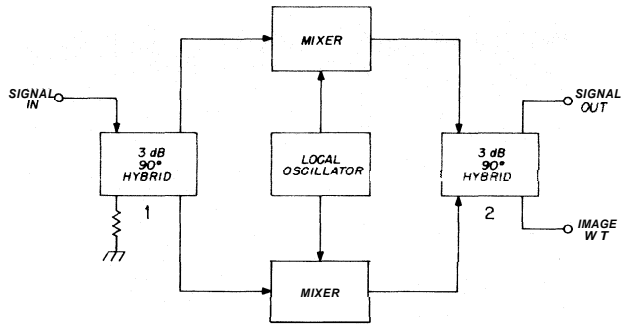 MIXER
SIGNAL
IN
SIGNAL
OUT
3 dB
90°
HYBRID
LOCAL
OSCILLATOR
3 dB
90°
HYBRID
1
2
IMAGE
W T
MIXER